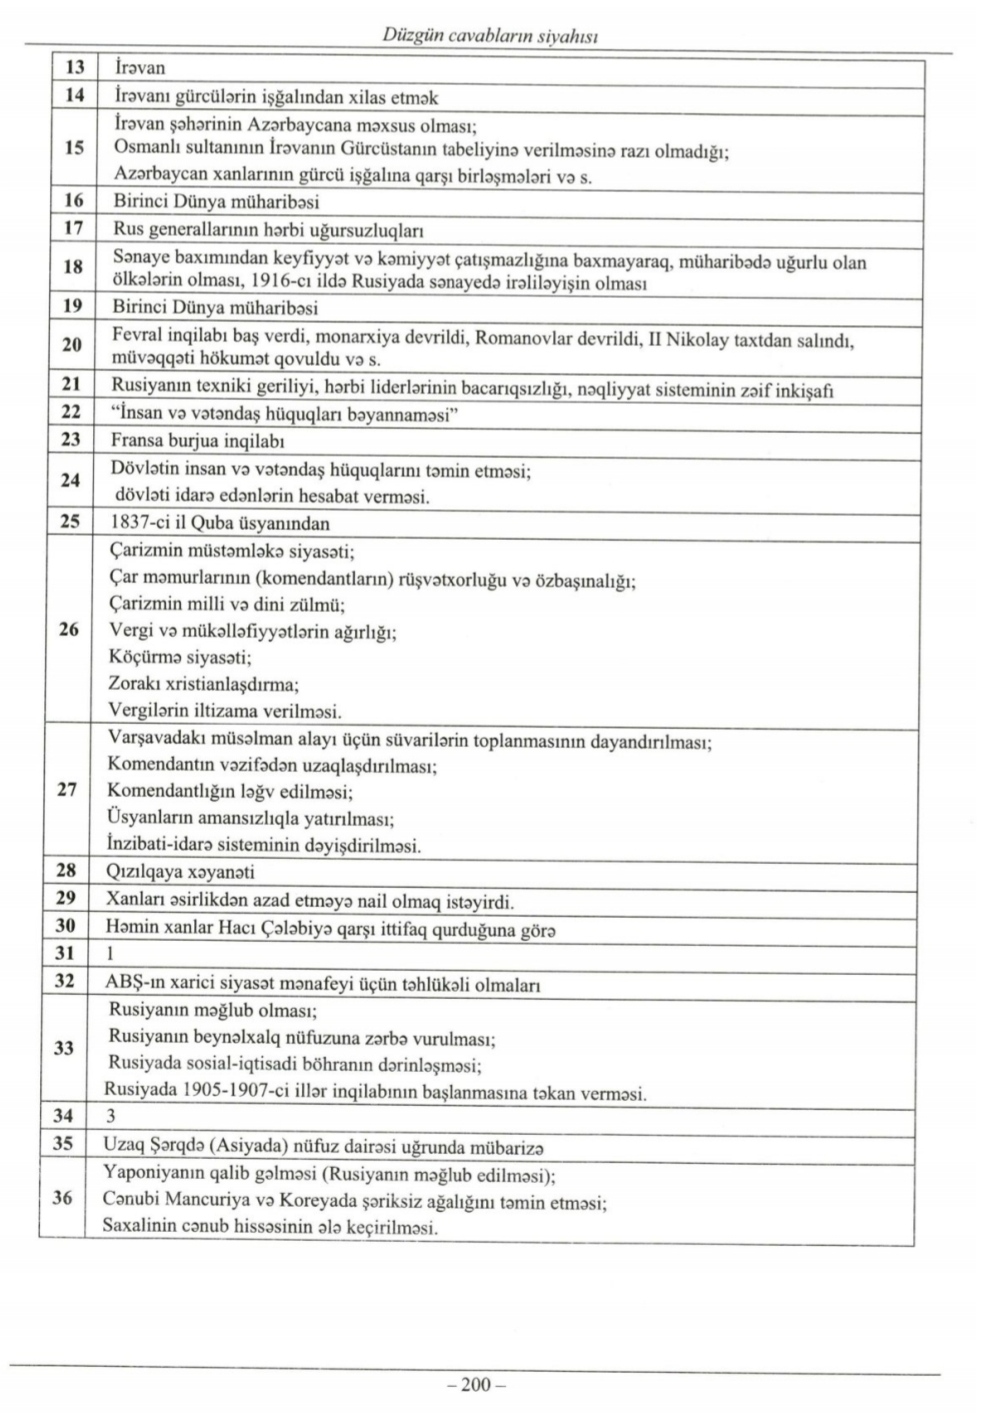 Düzgün cavabların siyahısı
13 İrəvan
14 İrəvanı gürcülərin işğalından xilas etmək
İrəvan şəhərinin Azərbaycana məxsus olması;
15 Osmanlı sultanının İrəvanın Gürcüstanın tabeliyinə verilməsinə razı olmadığı;
Azərbaycan xanlarının gürcü işğalına qarşı birləşmələri və s.
16 Birinci Dünya müharibəsi
17 Rus generallarının hərbi uğursuzluqları
18 Sənaye baxımından keyfiyyət və kəmiyyət çatışmazlığına baxmayaraq, müharibədə uğurlu olan
ölkələrin olması, 1916-cı ildə Rusiyada sənayedə irəliləyişin olması
19 Birinci Dünya müharibəsi
20 Fevral inqilabı baş verdi, monarxiya devrildi, Romanovlar devrildi, II Nikolay taxtdan salındı,
müvəqqəti hökumət qovuldu və s.
21 Rusiyanın texniki geriliyi, hərbi liderlərinin bacarıqsızlığı, nəqliyyat sisteminin zəif inkişafı
22 “İnsan və vətəndaş hüquqları bəyannaməsi”
23 Fransa burjua inqilabı
24 Dövlətin insan və vətəndaş hüquqlarını təmin etməsi;
dövləti idarə edənlərin hesabat verməsi.
25 1837-ci il Quba üsyanından
Çarizmin müstəmləkə siyasəti;
Çar məmurlarının (komendantların) rüşvətxorluğu və özbaşınalığı;
Çarizmin milli və dini zülmü;
26 Vergi və mükəlləfiyyətlərin ağırlığı;
Köçürmə siyasəti;
Zorakı xristianlaşdırma;
Vergilərin iltizama verilməsi.
Varşavadakı müsəlman alayı üçün süvarilərin toplanmasının dayandırılması;
Komendantın vəzifədən uzaqlaşdırılması;
27 Komendantlığın ləğv edilməsi;
Üsyanların amansızlıqla yatırılması;
İnzibati-idarə sisteminin dəyişdirilməsi.
28 Qızılqaya xəyanəti
29 Xanları əsirlikdən azad etməyə nail olmaq istəyirdi.
30 Həmin xanlar Hacı Çələbiyə qarşı ittifaq qurduğuna görə
31 1
32 ABŞ-ın xarici siyasət mənafeyi üçün təhlükəli olmaları
Rusiyanın məğlub olması;
33 Rusiyanın beynəlxalq nüfuzuna zərbə vurulması;
Rusiyada sosial-iqtisadi böhranın dərinləşməsi;
Rusiyada 1905-1907-ci illər inqilabının başlanmasına təkan verməsi.
34 3
35 Uzaq Şərqdə (Asiyada) nüfuz dairəsi uğrunda mübarizə
Yaponiyanın qalib gəlməsi (Rusiyanın məğlub edilməsi);
36 Cənubi Mancuriya və Koreyada şəriksiz ağalığını təmin etməsi;
Saxalinin cənub hissəsinin ələ keçirilməsi.
– 200 –